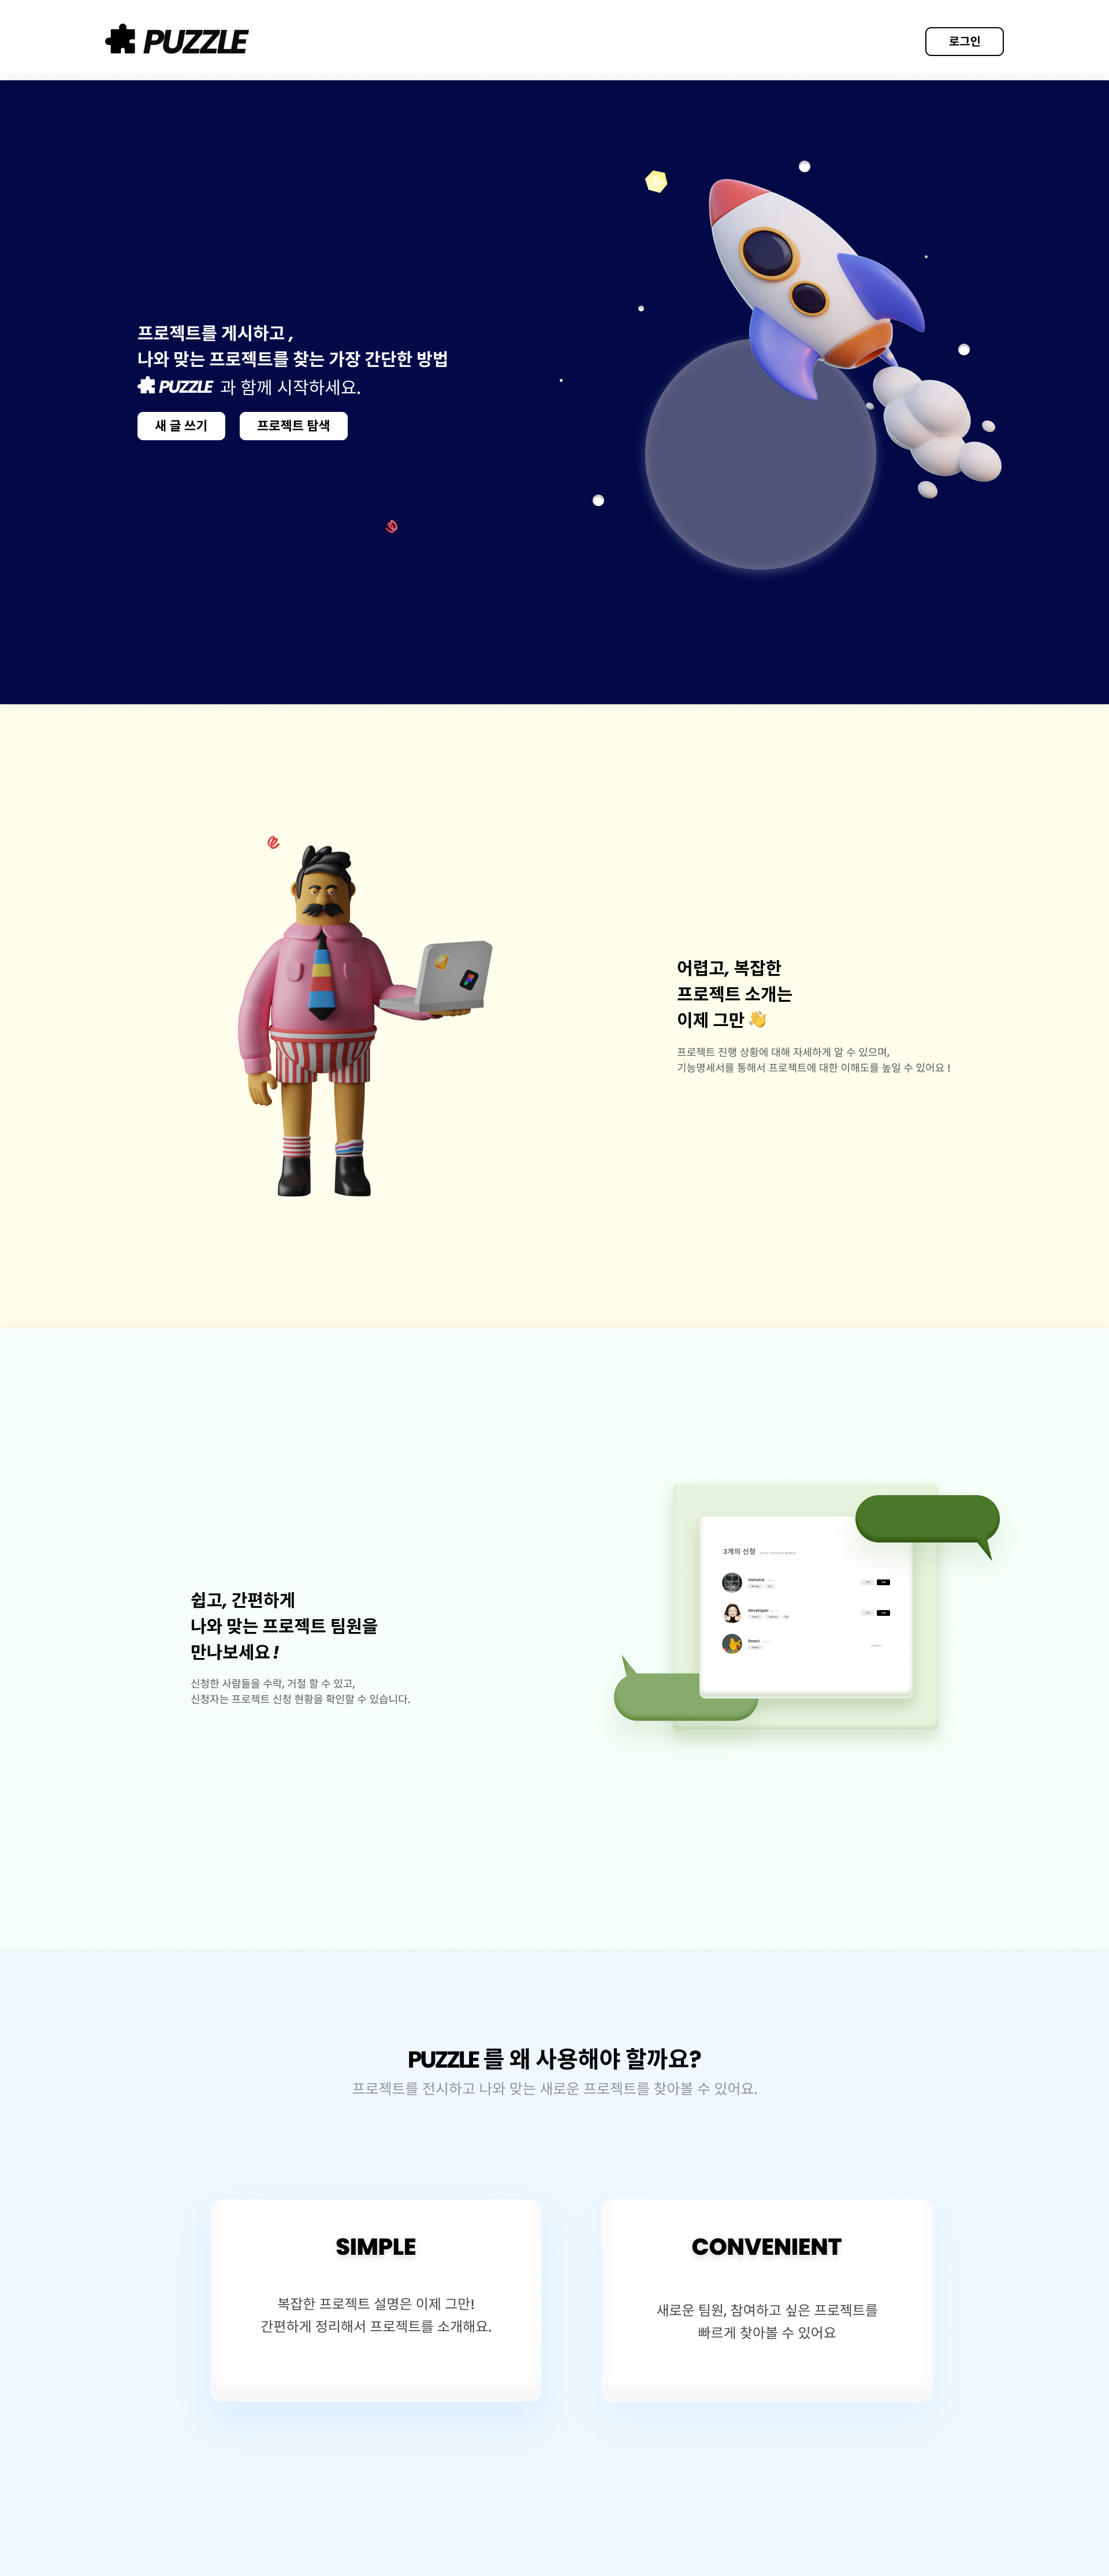 PUZZLE
로그인
프로젝트를 게시하고 ,
나와 맞는 프로젝트를 찾는 가장 간단한 방법
PUZZLE 과 함께 시작하세요.
새 글 쓰기
프로젝트 탐색
어렵고, 복잡한
프로젝트 소개는
이제 그만 👋
프로젝트 진행 상황에 대해 자세하게 알 수 있으며,
기능명세서를 통해서 프로젝트에 대한 이해도를 높일 수 있어요 !
쉽고, 간편하게
나와 맞는 프로젝트 팀원을
만나보세요 !
신청한 사람들을 수락, 거절 할 수 있고,
신청자는 프로젝트 신청 현황을 확인할 수 있습니다.
3개의 신청
Hahaha
developer
React
PUZZLE 를 왜 사용해야 할까요?
프로젝트를 전시하고 나와 맞는 새로운 프로젝트를 찾아볼 수 있어요.
SIMPLE
복잡한 프로젝트 설명은 이제 그만!
간편하게 정리해서 프로젝트를 소개해요.
CONVENIENT
새로운 팀원, 참여하고 싶은 프로젝트를
빠르게 찾아볼 수 있어요